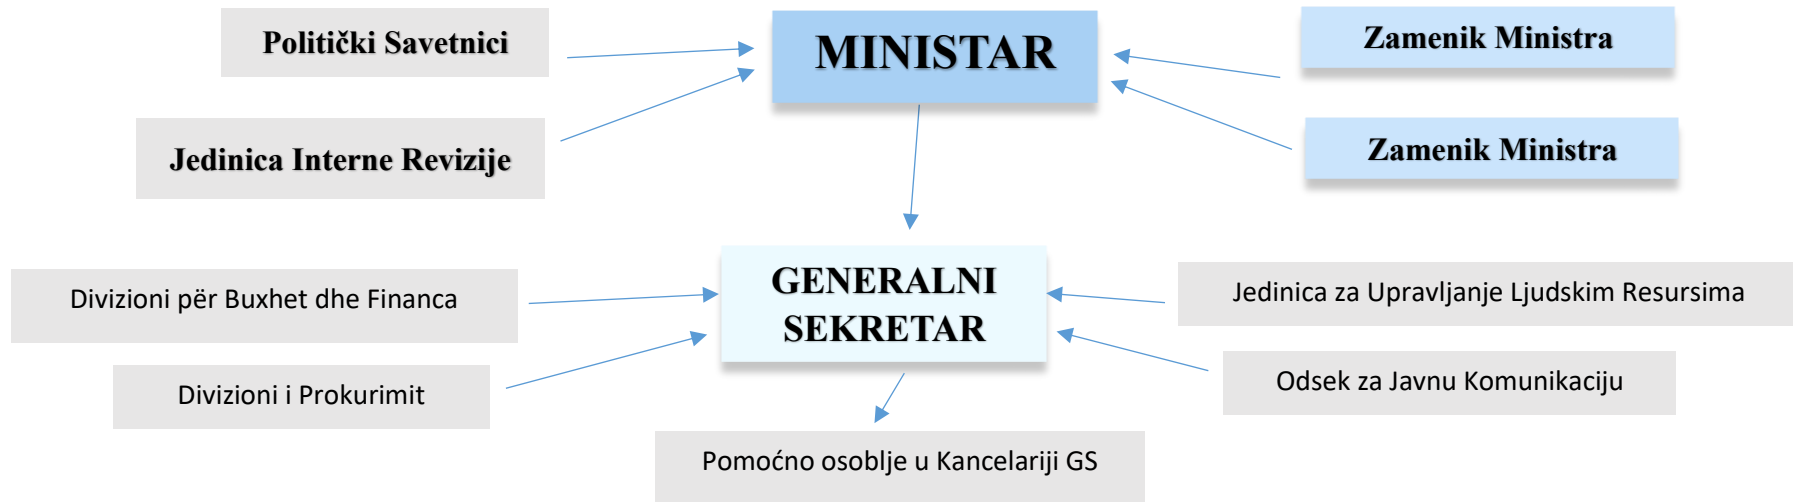 Politički Savetnici
MINISTAR
Zamenik Ministra
Jedinica Interne Revizije
Zamenik Ministra
Divizioni për Buxhet dhe Financa
GENERALNI
SEKRETAR
Jedinica za Upravljanje Ljudskim Resursima
Divizioni i Prokurimit
Odsek za Javnu Komunikaciju
Pomoćno osoblje u Kancelariji GS